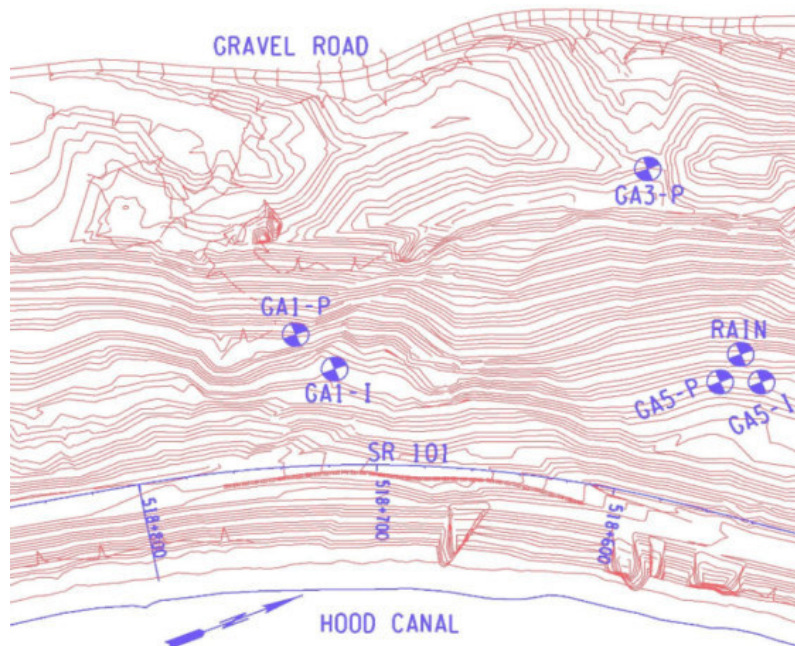 GRAVEL ROAD
GA3-P
GA1-P
RAIN
GA1-I
GA5-P
GA5-I
SR 101
518+800
518+700
518+600
HOOD CANAL